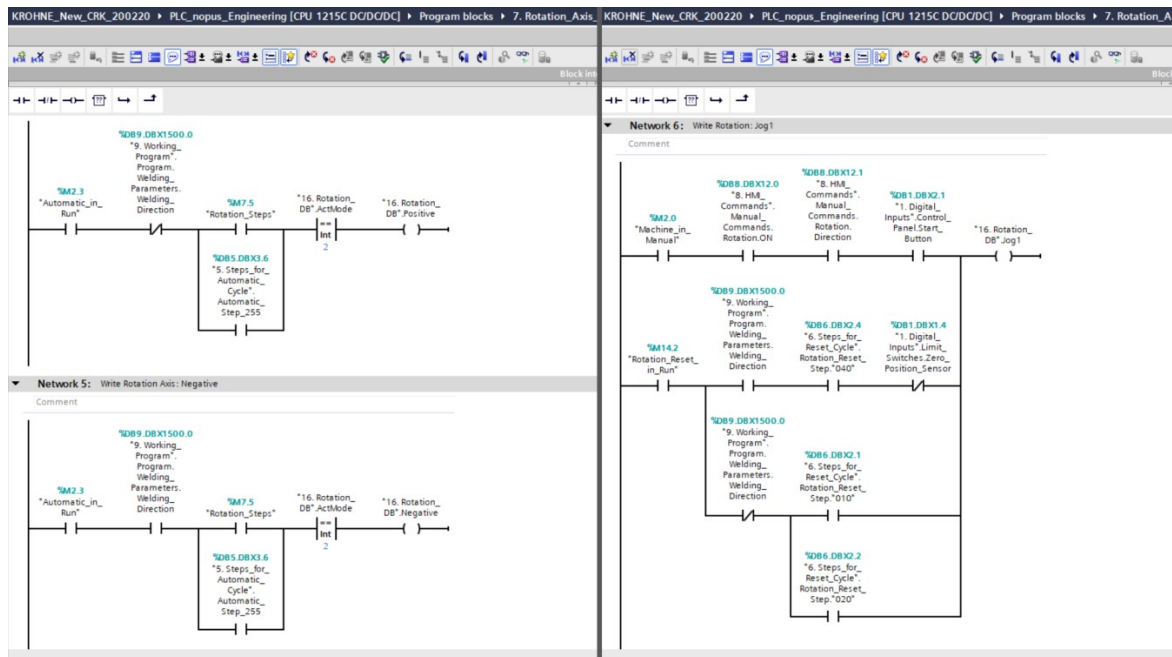 KROHNE_New_CRK_200220 ▸ PLC_nopus_Engineering [CPU 1215C DC/DC/DC] ▸ Program blocks ▸ 7. Rotation_Axis_
Block int
%DB9.DBX1500.0
"9. Working_
Program".
Program.
Welding_
Parameters.
Welding_
Direction
%M2.3
"Automatic_in_
Run"
%M7.5
"Rotation_Steps"
"16. Rotation_
DB".ActMode
==
Int
2
"16. Rotation_
DB".Positive
%DB5.DBX3.6
"5. Steps_for_
Automatic_
Cycle".
Automatic_
Step_255
Network 5: Write Rotation Axis: Negative
Comment
%DB9.DBX1500.0
"9. Working_
Program".
Program.
Welding_
Parameters.
Welding_
Direction
%M2.3
"Automatic_in_
Run"
%M7.5
"Rotation_Steps"
"16. Rotation_
DB".ActMode
==
Int
2
"16. Rotation_
DB".Negative
%DB5.DBX3.6
"5. Steps_for_
Automatic_
Cycle".
Automatic_
Step_255
KROHNE_New_CRK_200220 ▸ PLC_nopus_Engineering [CPU 1215C DC/DC/DC] ▸ Program blocks ▸ 7. Rotation_A
Bloc
Network 6: Write Rotation: Jog1
Comment
%M2.0
"Machine_in_
Manual"
%DB8.DBX12.0
"8. HMI_
Commands".
Manual_
Commands.
Rotation.ON
%DB8.DBX12.1
"8. HMI_
Commands".
Manual_
Commands.
Rotation.
Direction
%DB1.DBX2.1
"1. Digital_
Inputs".Control_
Panel.Start_
Button
"16. Rotation_
DB".Jog1
%M14.2
"Rotation_Reset_
in_Run"
%DB9.DBX1500.0
"9. Working_
Program".
Program.
Welding_
Parameters.
Welding_
Direction
%DB6.DBX2.4
"6. Steps_for_
Reset_Cycle".
Rotation_Reset_
Step."040"
%DB1.DBX1.4
"1. Digital_
Inputs".Limit_
Switches.Zero_
Position_Sensor
%DB9.DBX1500.0
"9. Working_
Program".
Program.
Welding_
Parameters.
Welding_
Direction
%DB6.DBX2.1
"6. Steps_for_
Reset_Cycle".
Rotation_Reset_
Step."010"
%DB6.DBX2.2
"6. Steps_for_
Reset_Cycle".
Rotation_Reset_
Step."020"